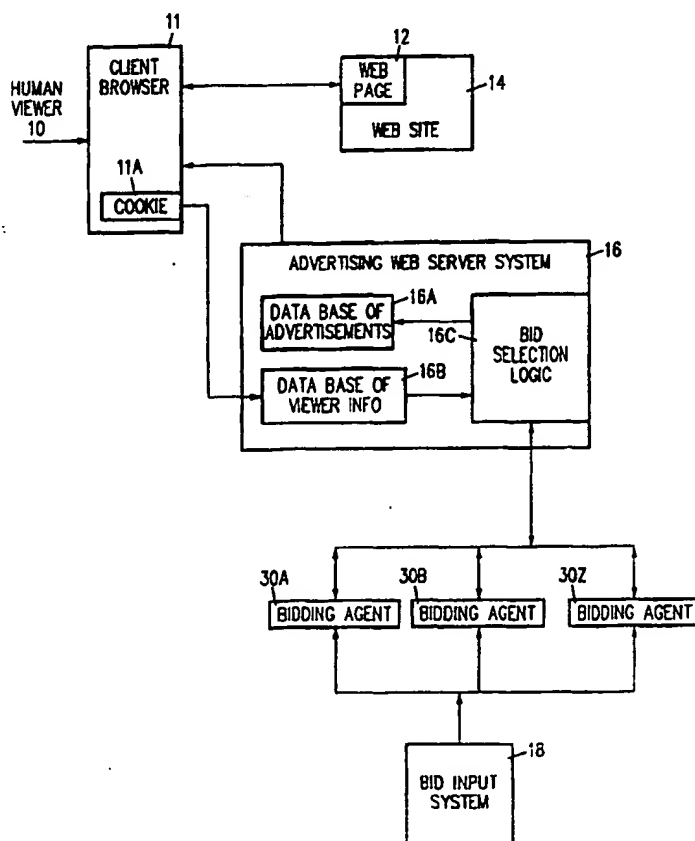 11
CLIENT
BROWSER
HUMAN
VIEWER
10
11A
COOKIE
12
WEB
PAGE
14
WEB SITE
16
ADVERTISING WEB SERVER SYSTEM
16A
DATA BASE OF
ADVERTISEMENTS
16C
BID
SELECTION
LOGIC
16B
DATA BASE OF
VIEWER INFO
30A
BIDDING AGENT
30B
BIDDING AGENT
30Z
BIDDING AGENT
18
BID INPUT
SYSTEM